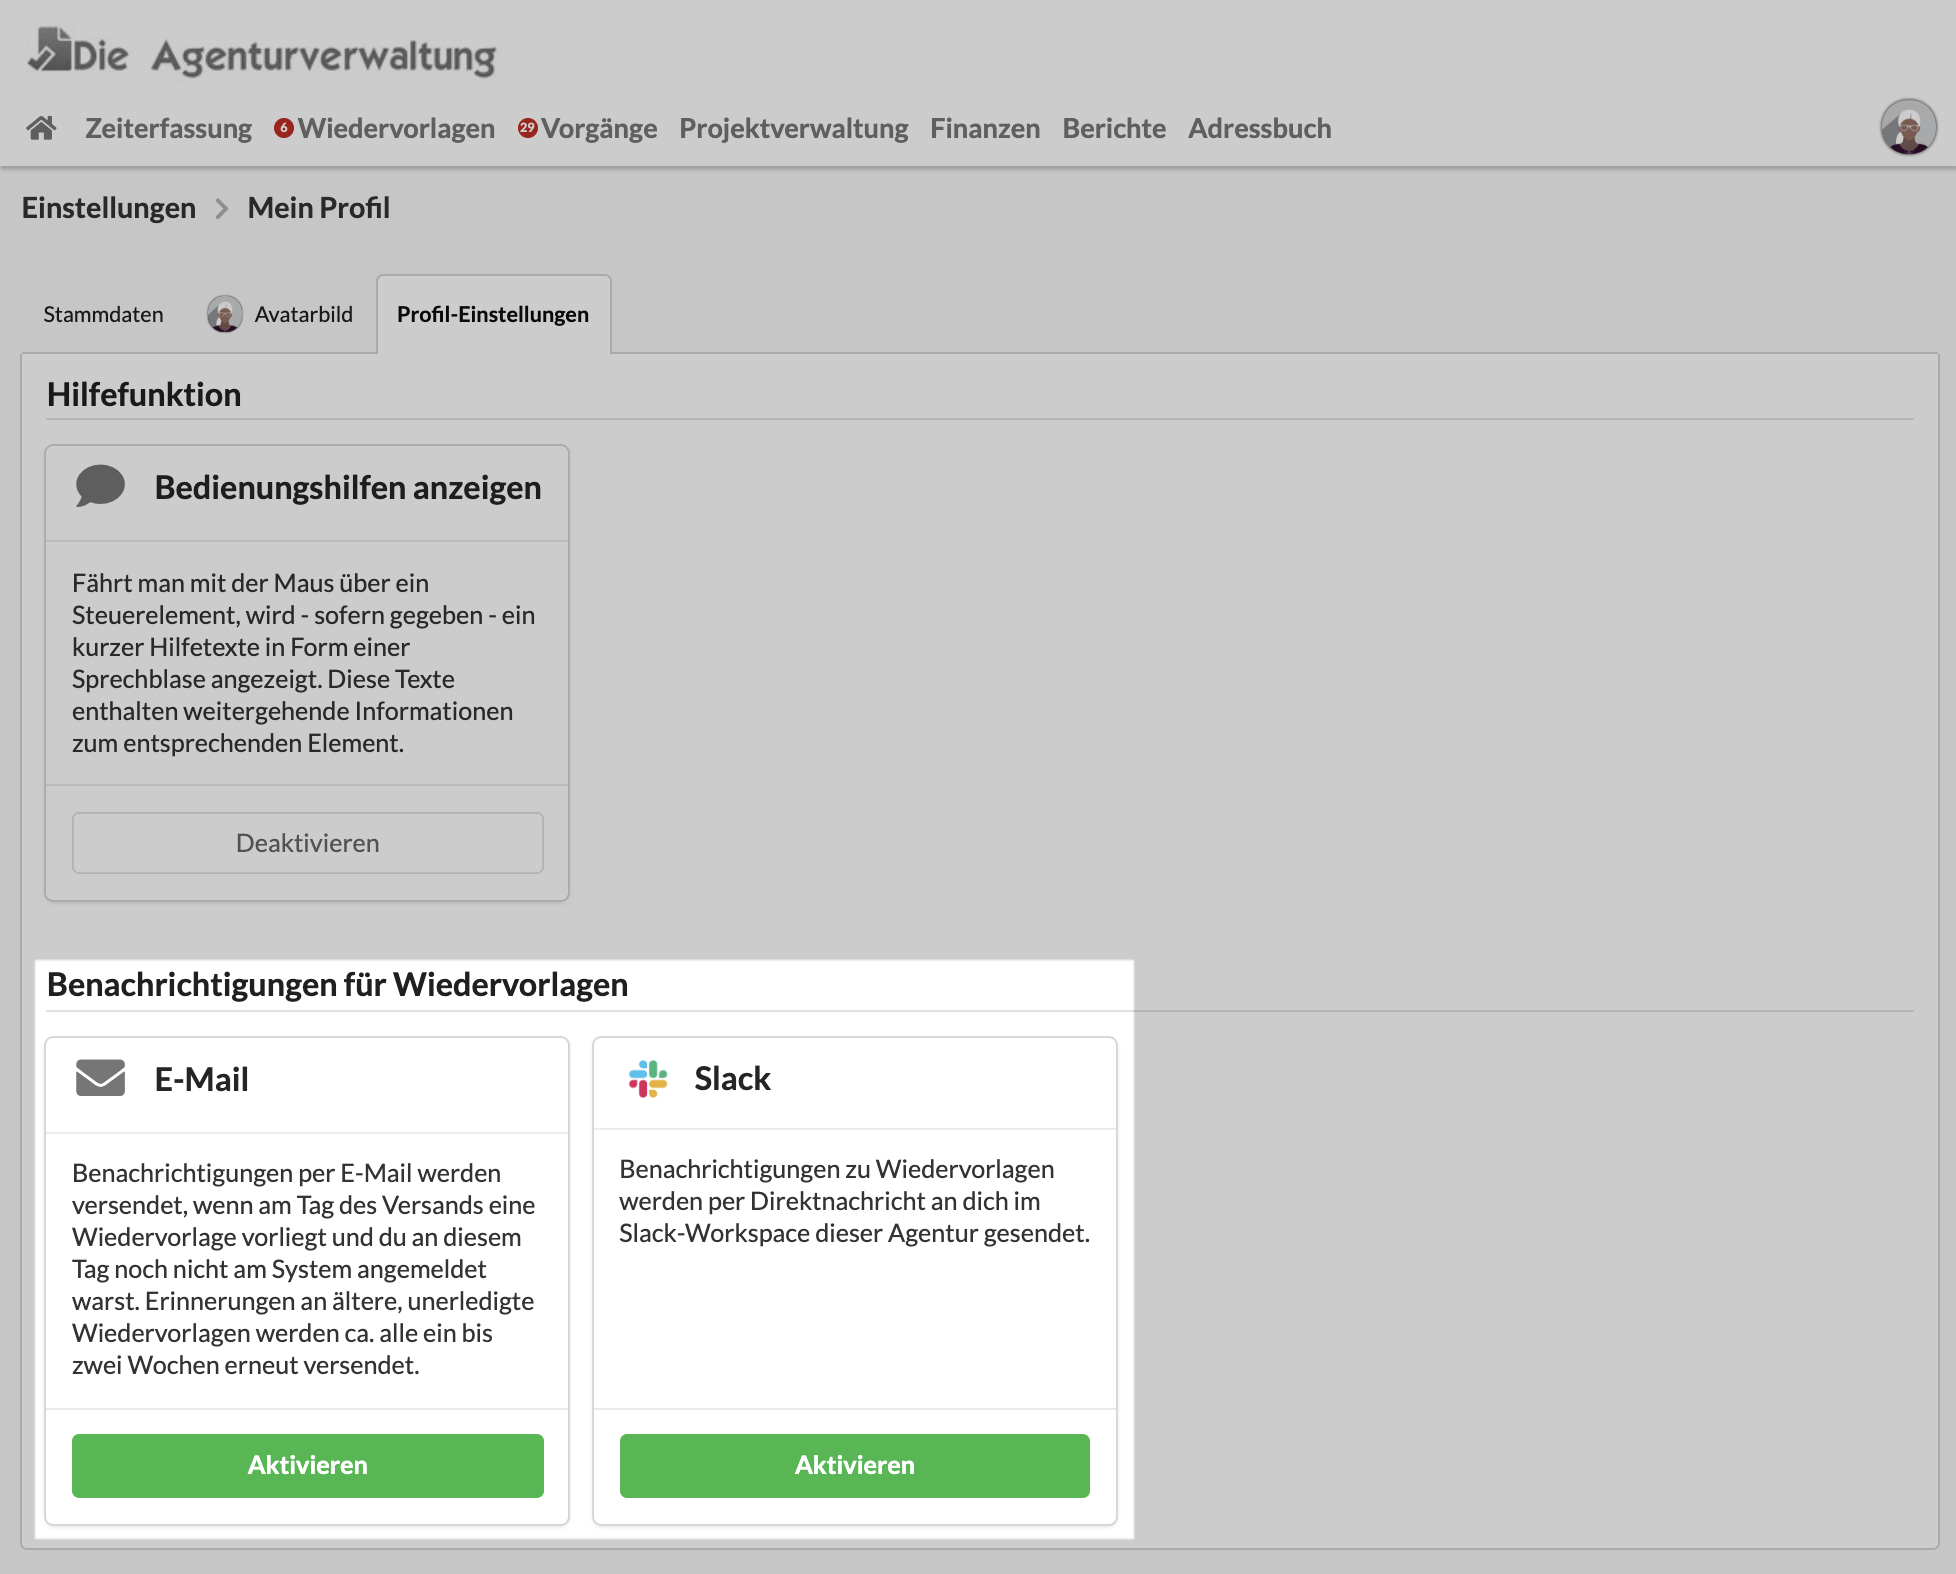 Die Agenturverwaltung
Zeiterfassung 6 Wiedervorlagen 29 Vorgänge Projektverwaltung Finanzen Berichte Adressbuch
Einstellungen > Mein Profil
Stammdaten Avatarbild Profil-Einstellungen
Hilfefunktion
Bedienungshilfen anzeigen
Fährt man mit der Maus über ein
Steuerelement, wird - sofern gegeben - ein
kurzer Hilfetexte in Form einer
Sprechblase angezeigt. Diese Texte
enthalten weitergehende Informationen
zum entsprechenden Element.
Deaktivieren
Benachrichtigungen für Wiedervorlagen
E-Mail
Benachrichtigungen per E-Mail werden
versendet, wenn am Tag des Versands eine
Wiedervorlage vorliegt und du an diesem
Tag noch nicht am System angemeldet
warst. Erinnerungen an ältere, unerledigte
Wiedervorlagen werden ca. alle ein bis
zwei Wochen erneut versendet.
Aktivieren
Slack
Benachrichtigungen zu Wiedervorlagen
werden per Direktnachricht an dich im
Slack-Workspace dieser Agentur gesendet.
Aktivieren